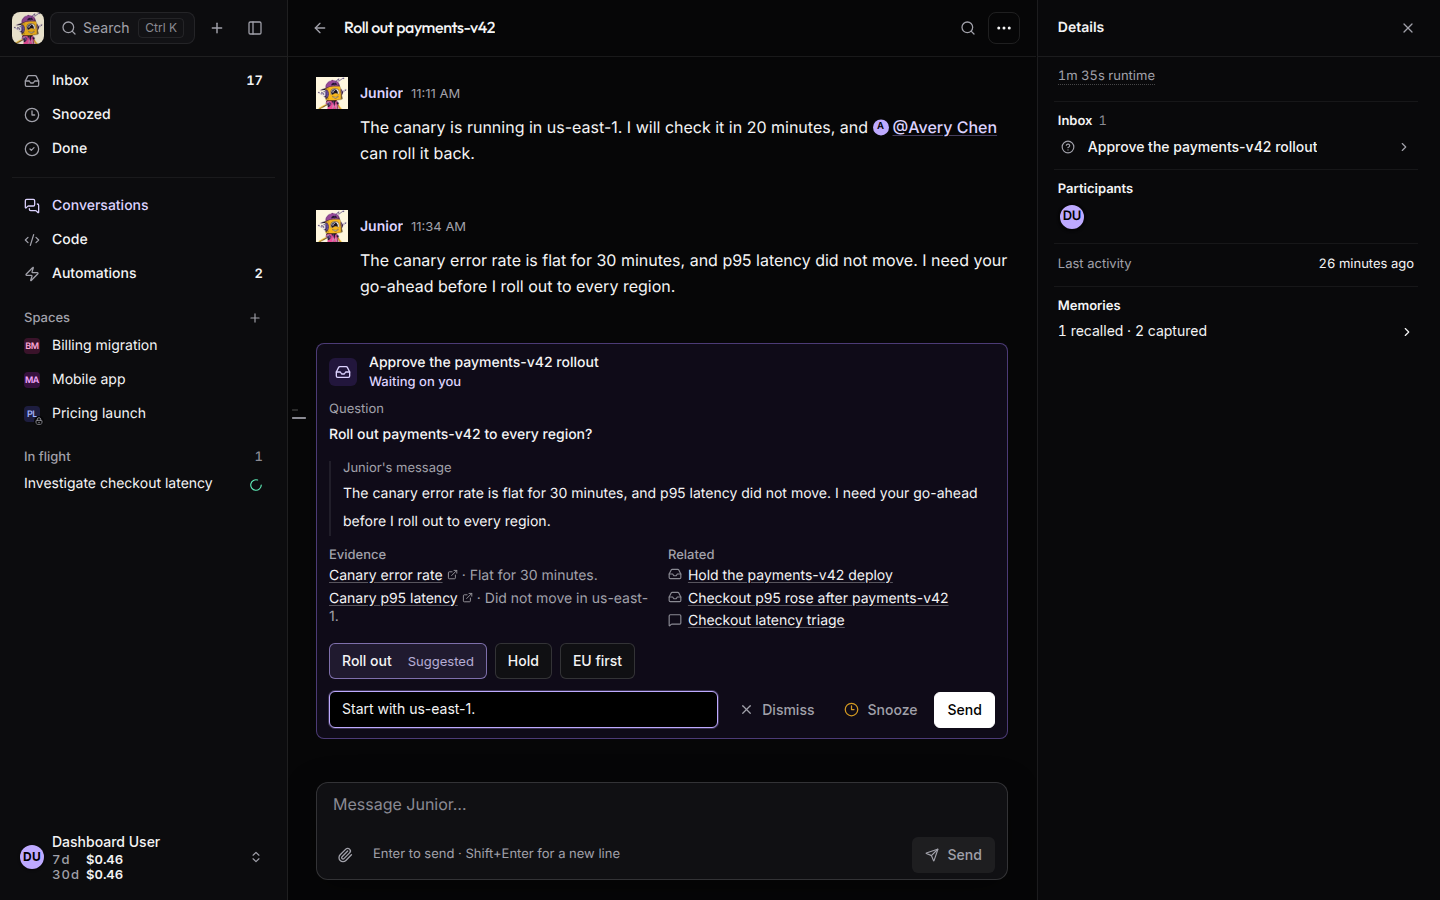 Search Ctrl K
Inbox 17
Snoozed
Done
Conversations
Code
Automations 2
Spaces
BM Billing migration
MA Mobile app
PL Pricing launch
In flight 1
Investigate checkout latency
DU Dashboard User
7d $0.46
30d $0.46
Roll out payments-v42
Junior 11:11 AM
The canary is running in us-east-1. I will check it in 20 minutes, and A @Avery Chen
can roll it back.
Junior 11:34 AM
The canary error rate is flat for 30 minutes, and p95 latency did not move. I need your
go-ahead before I roll out to every region.
Approve the payments-v42 rollout
Waiting on you
Question
Roll out payments-v42 to every region?
Junior's message
The canary error rate is flat for 30 minutes, and p95 latency did not move. I need your go-ahead
before I roll out to every region.
Evidence
Canary error rate · Flat for 30 minutes.
Canary p95 latency · Did not move in us-east-
1.
Related
Hold the payments-v42 deploy
Checkout p95 rose after payments-v42
Checkout latency triage
Roll out Suggested Hold EU first
Start with us-east-1. Dismiss Snooze Send
Message Junior...
Enter to send · Shift+Enter for a new line Send
Details
1m 35s runtime
Inbox 1
Approve the payments-v42 rollout
Participants
DU
Last activity 26 minutes ago
Memories
1 recalled · 2 captured